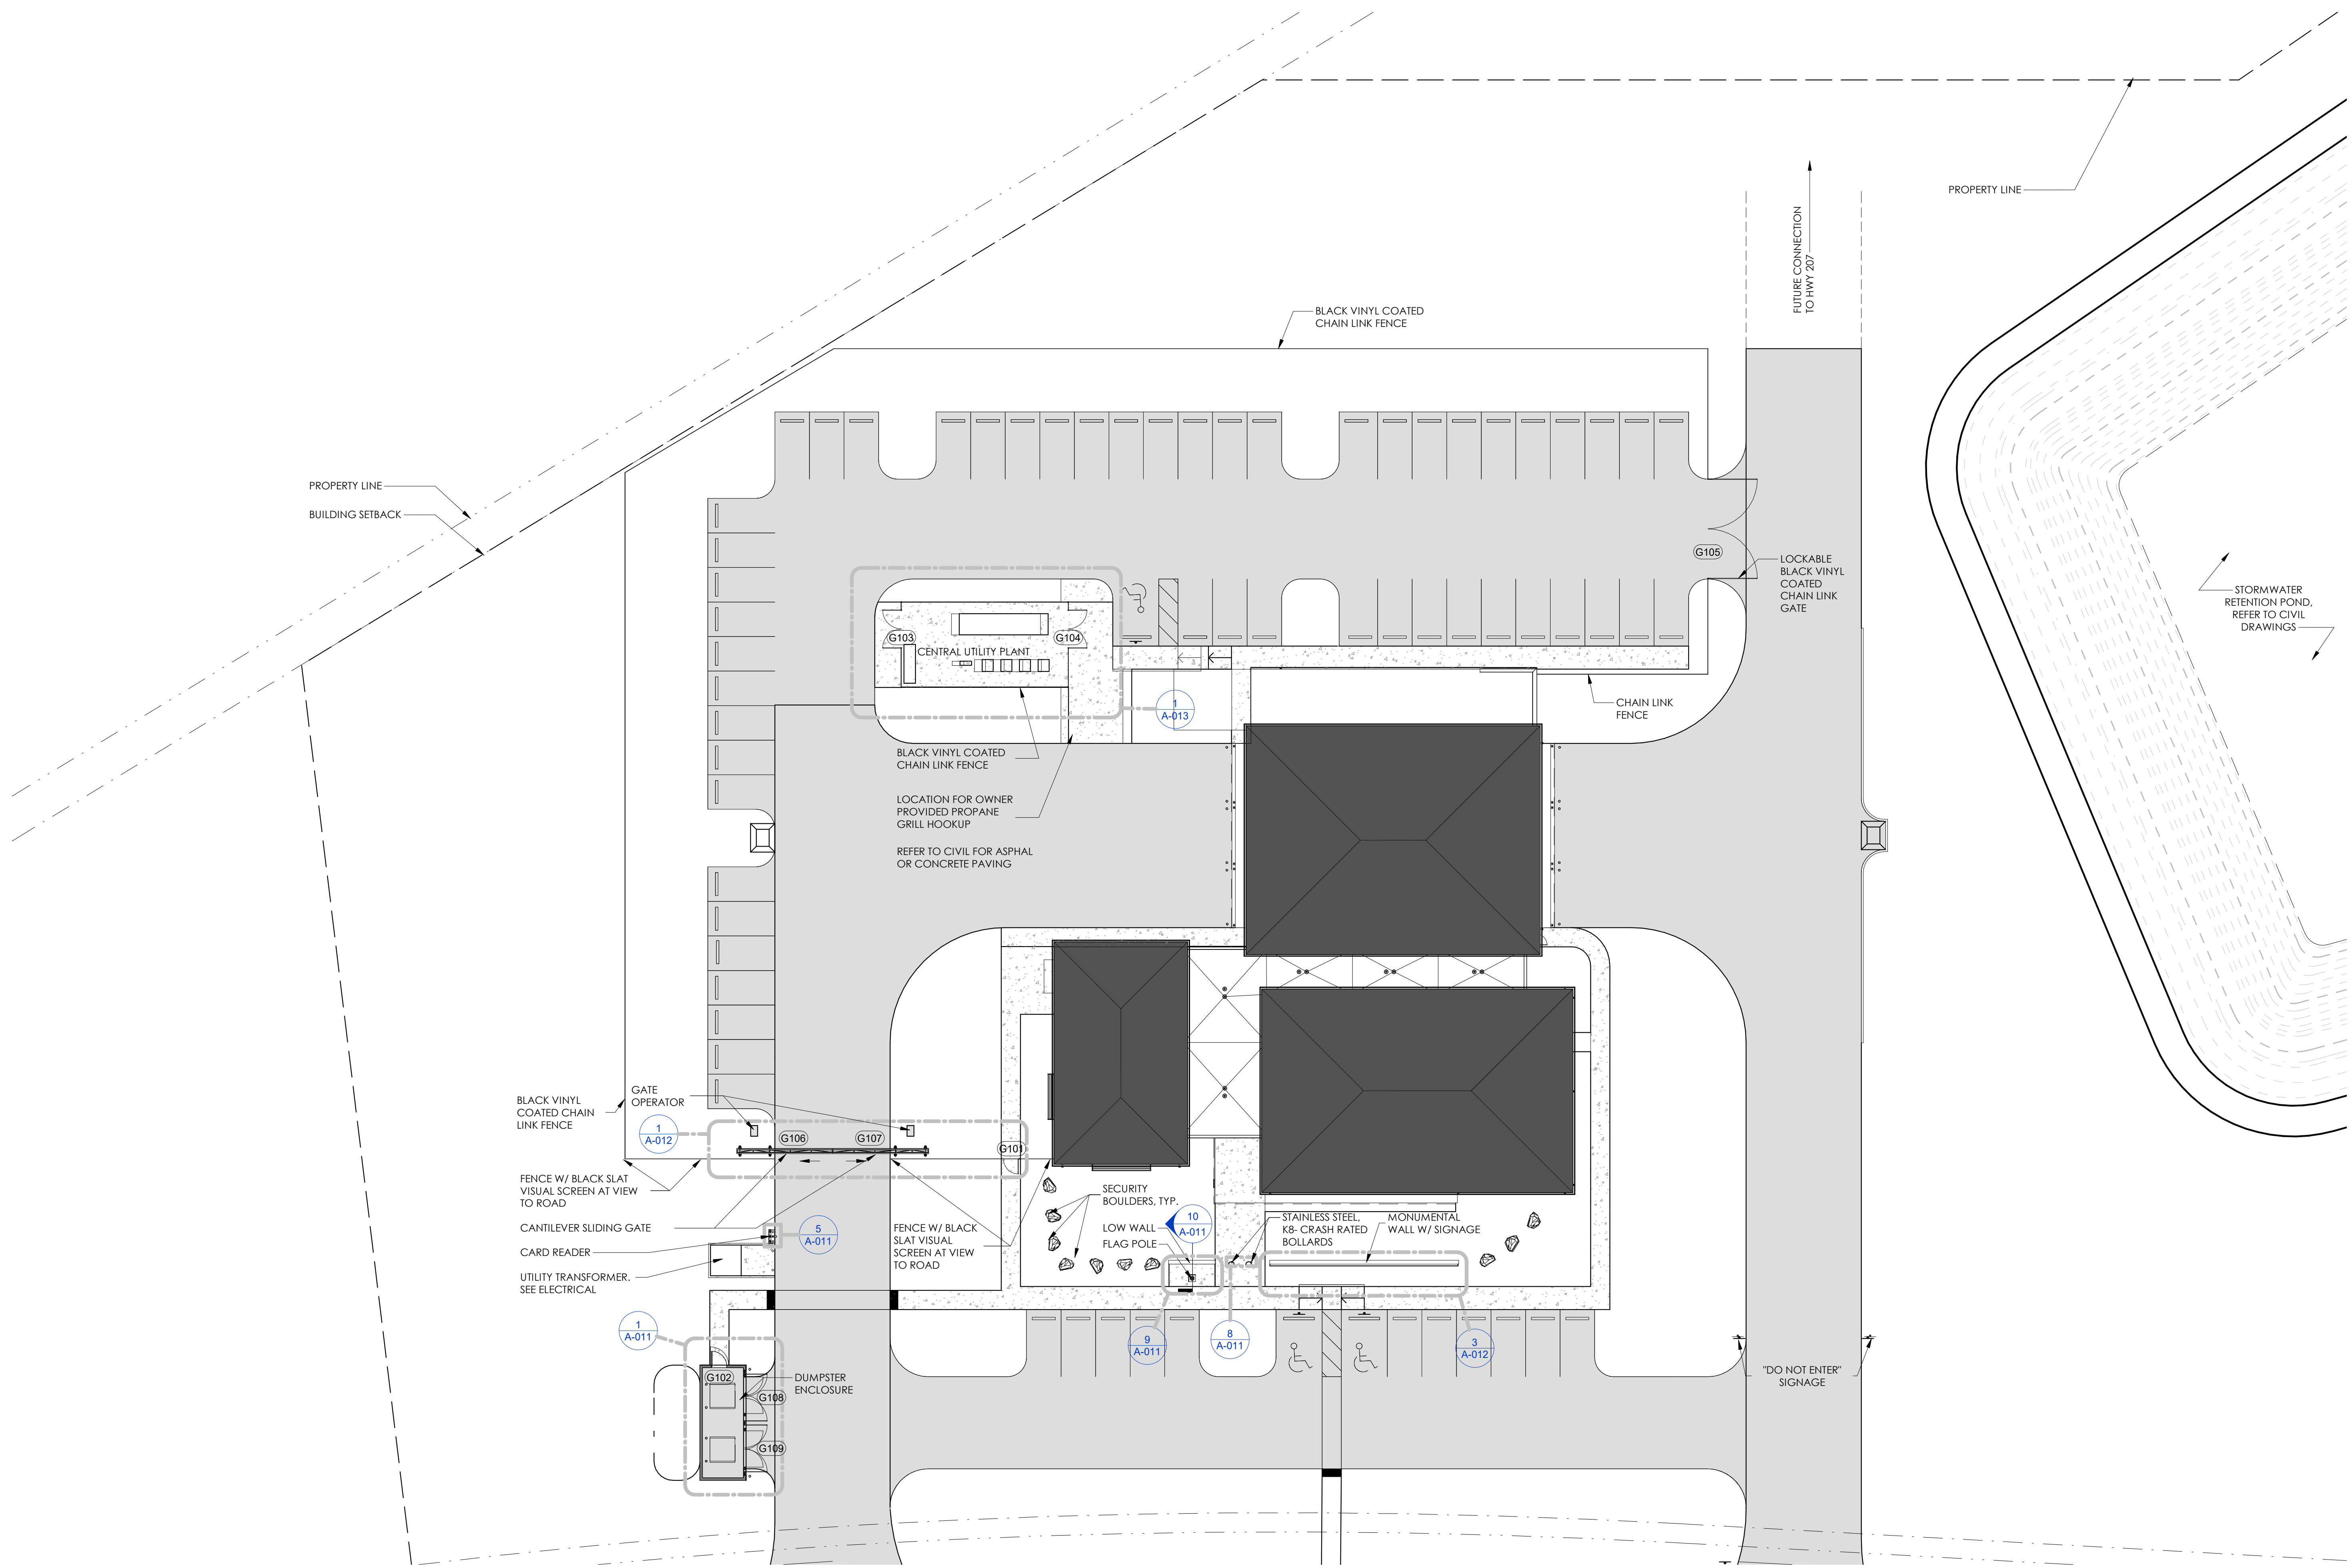 PROPERTY LINE
FUTURE CONNECTION
TO HWY 207
BLACK VINYL COATED
CHAIN LINK FENCE
PROPERTY LINE
BUILDING SETBACK
G105
LOCKABLE
BLACK VINYL
COATED
CHAIN LINK
GATE
STORMWATER
RETENTION POND,
REFER TO CIVIL
DRAWINGS
G103
G104
CENTRAL UTILITY PLANT
1
A-013
CHAIN LINK
FENCE
BLACK VINYL COATED
CHAIN LINK FENCE
LOCATION FOR OWNER
PROVIDED PROPANE
GRILL HOOKUP
REFER TO CIVIL FOR ASPHAL
OR CONCRETE PAVING
GATE
OPERATOR
BLACK VINYL
COATED CHAIN
LINK FENCE
1
A-012
G106
G107
G101
FENCE W/ BLACK SLAT
VISUAL SCREEN AT VIEW
TO ROAD
SECURITY
BOULDERS, TYP.
CANTILEVER SLIDING GATE
5
A-011
FENCE W/ BLACK
SLAT VISUAL
SCREEN AT VIEW
TO ROAD
LOW WALL
FLAG POLE
10
A-011
STAINLESS STEEL,
K8- CRASH RATED
BOLLARDS
MONUMENTAL
WALL W/ SIGNAGE
CARD READER
UTILITY TRANSFORMER.
SEE ELECTRICAL
1
A-011
9
A-011
8
A-011
3
A-012
G102
DUMPSTER
ENCLOSURE
G108
G109
"DO NOT ENTER"
SIGNAGE